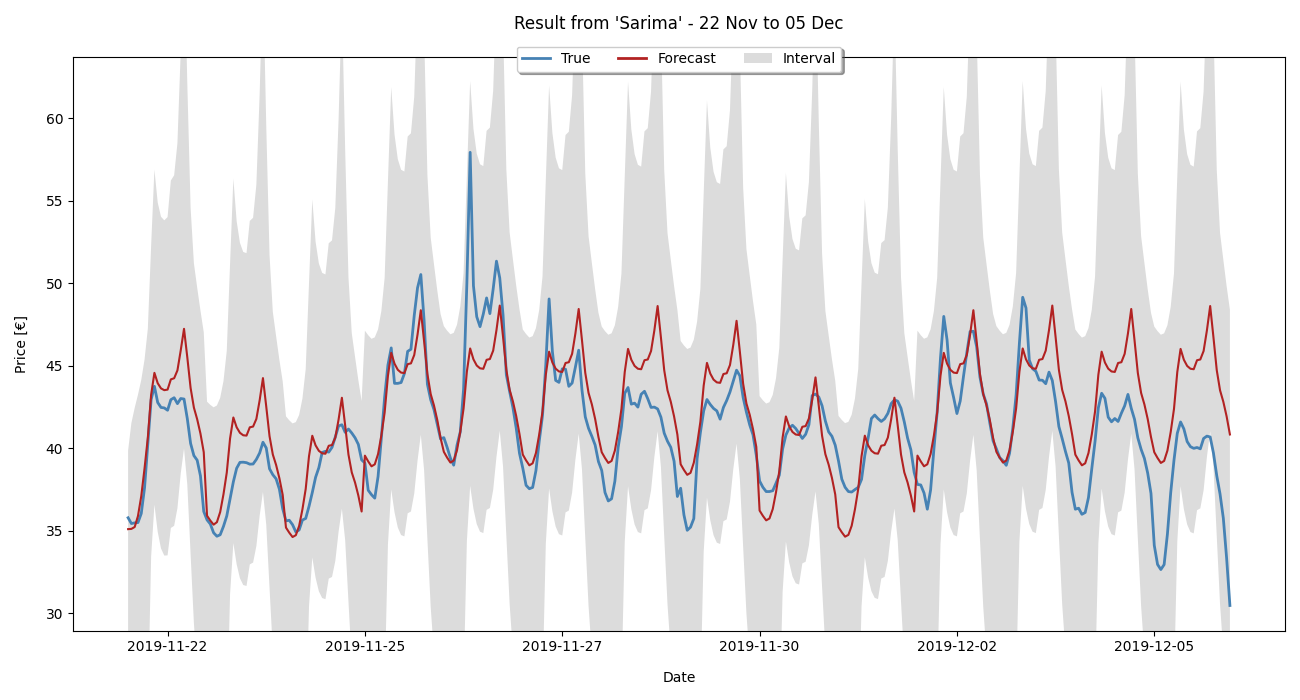 Result from 'Sarima' - 22 Nov to 05 Dec
True Forecast Interval
60
55
50
45
40
35
30
Price [€]
2019-11-22 2019-11-25 2019-11-27 2019-11-30 2019-12-02 2019-12-05
Date